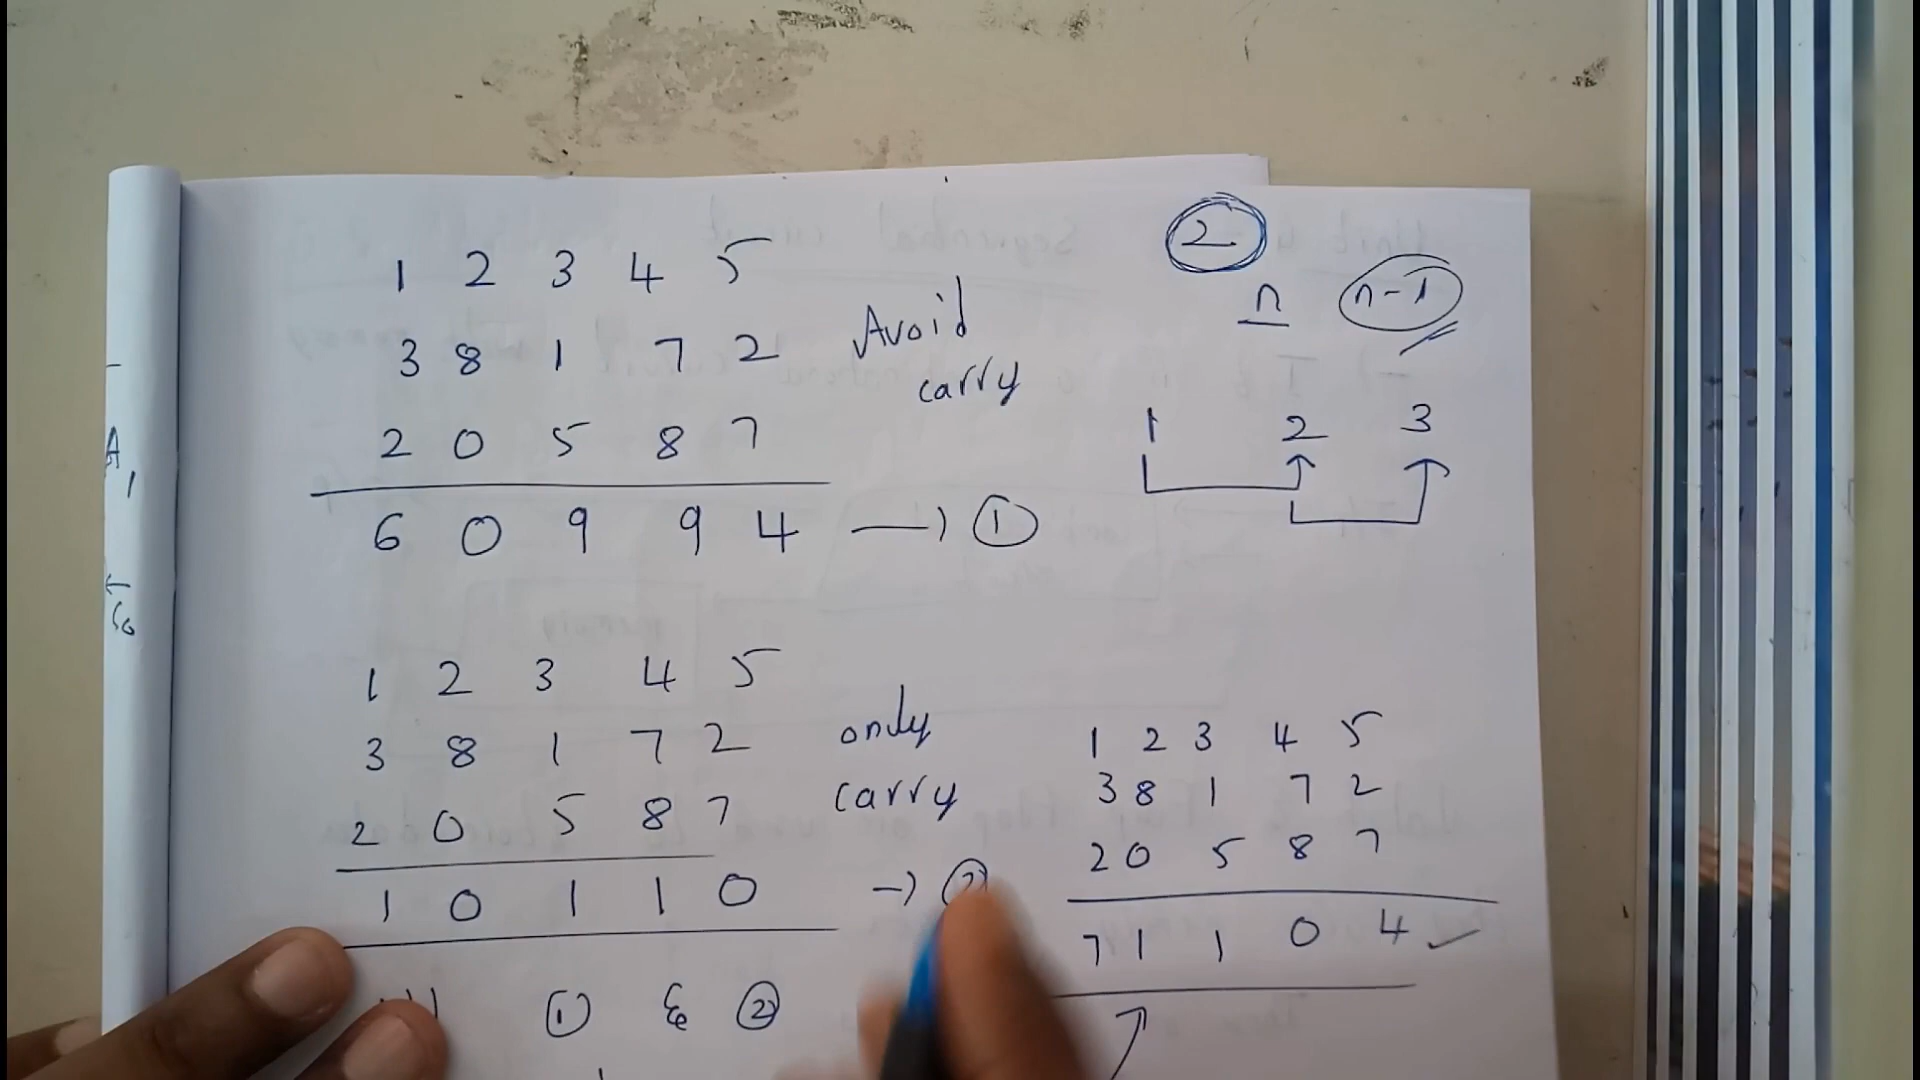 1 2 3 4 5
3 8 1 7 2
2 0 5 8 7
6 0 9 9 4 → 1
Avoid
carry
2
n n-1
1 2 3
1 2 3 4 5
3 8 1 7 2
2 0 5 8 7
1 0 1 1 0 → 2
only
carry
1 & 2
1 2 3 4 5
3 8 1 7 2
2 0 5 8 7
7 1 1 0 4 ✓
A1